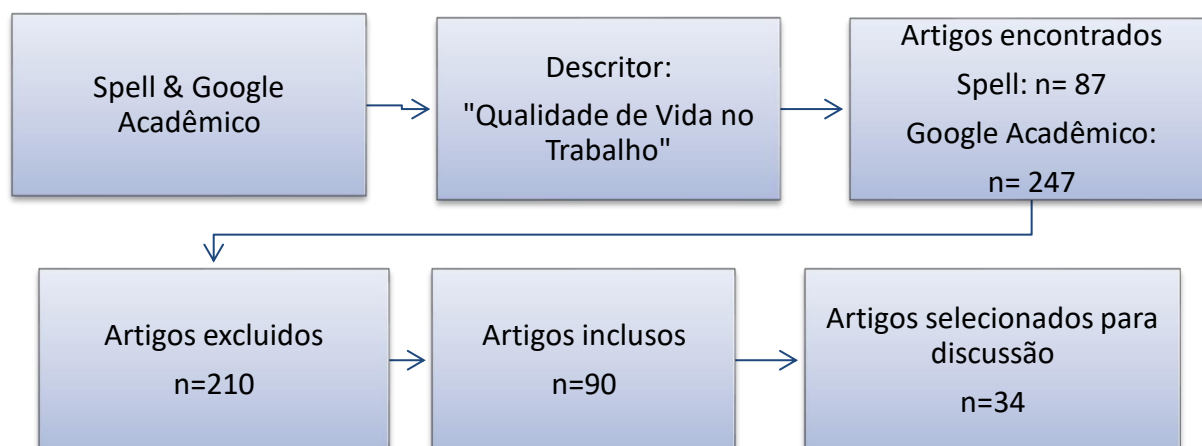 Spell & Google
Acadêmico
Descritor:
"Qualidade de Vida no
Trabalho"
Artigos encontrados
Spell: n= 87
Google Acadêmico:
n= 247
Artigos excluidos
n=210
Artigos inclusos
n=90
Artigos selecionados para
discussão
n=34